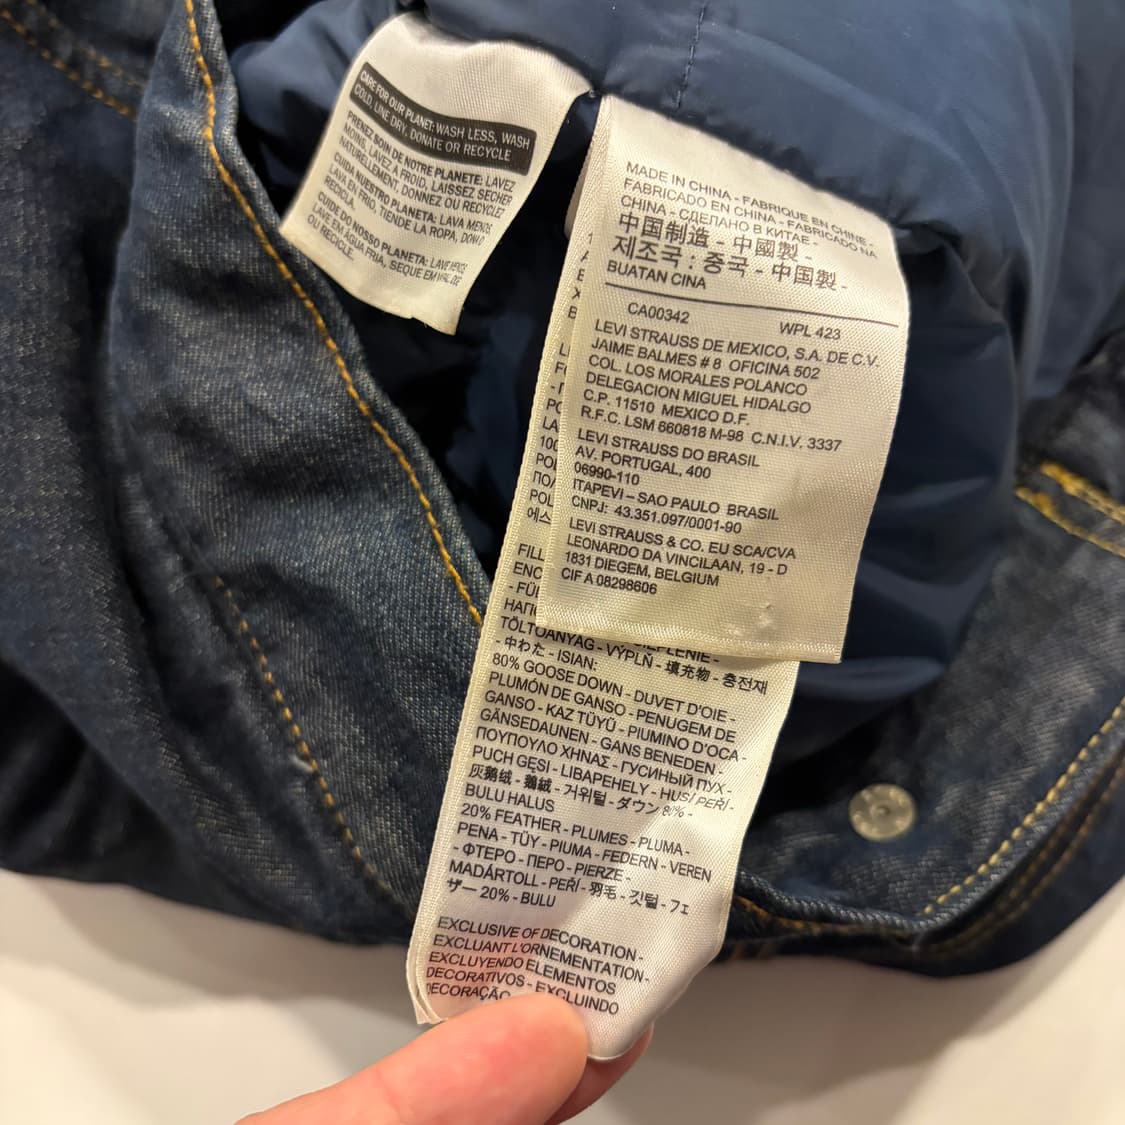 CARE FOR OUR PLANET: WASH LESS, WASH
COLD, LINE DRY, DONATE OR RECYCLE
PRENEZ SOIN DE NOTRE PLANETE: LAVEZ
MOINS, LAVEZ A FROID, LAISSEZ SECHER
NATURELLEMENT, DONNEZ OU RECYCLEZ
CUIDA NUESTRO PLANETA: LAVA MENOS
LAVA EN FRIO, TIENDE LA ROPA, DONA O
RECICLA.
CUIDE DO NOSSO PLANETA: LAVE MENOS
LAVE EM ÁGUA FRIA, SEQUE EM VARAL, DE
OU RECICLE.
MADE IN CHINA - FABRIQUE EN CHINE -
FABRICADO EN CHINA - FABRICADO NA
CHINA - СДЕЛАНО В КИТАЕ -
中国制造 - 中國製 -
제조국 : 중국 - 中国製 -
BUATAN CINA
CA00342 WPL 423
LEVI STRAUSS DE MEXICO, S.A. DE C.V.
JAIME BALMES # 8 OFICINA 502
COL. LOS MORALES POLANCO
DELEGACION MIGUEL HIDALGO
C.P. 11510 MEXICO D.F.
R.F.C. LSM 660818 M-98 C.N.I.V. 3337
LEVI STRAUSS DO BRASIL
AV. PORTUGAL, 400
06990-110
ITAPEVI – SAO PAULO BRASIL
CNPJ: 43.351.097/0001-90
LEVI STRAUSS & CO. EU SCA/CVA
LEONARDO DA VINCILAAN, 19 - D
1831 DIEGEM, BELGIUM
CIF A 08298606
FILL
ENC
- FÜ
НАП
TÖLTŐANYAG - VÝPLŇ - 填充物 - 충전재
- 中わた - ISIAN:
80% GOOSE DOWN - DUVET D'OIE -
PLUMÓN DE GANSO - PENUGEM DE
GANSO - KAZ TÜYÜ - PIUMINO D'OCA -
GÄNSEDAUNEN - GANS BENEDEN -
ΠΟΥΠΟΥΛΟ ΧΗΝΑΣ - ГУСИНЫЙ ПУХ -
PUCH GĘSI - LIBAPEHELY - HUSÍ PEŘÍ -
灰鹅绒 - 鵝絨 - 거위털 - ダウン 80% -
BULU HALUS
20% FEATHER - PLUMES - PLUMA -
PENA - TÜY - PIUMA - FEDERN - VEREN
- ΦΤΕΡΟ - ПЕРО - PIERZE -
MADÁRTOLL - PEŘÍ - 羽毛 - 깃털 - フェ
ザー 20% - BULU
EXCLUSIVE OF DECORATION -
EXCLUANT L'ORNEMENTATION -
EXCLUYENDO ELEMENTOS
DECORATIVOS - EXCLUINDO
DECORAÇÃO